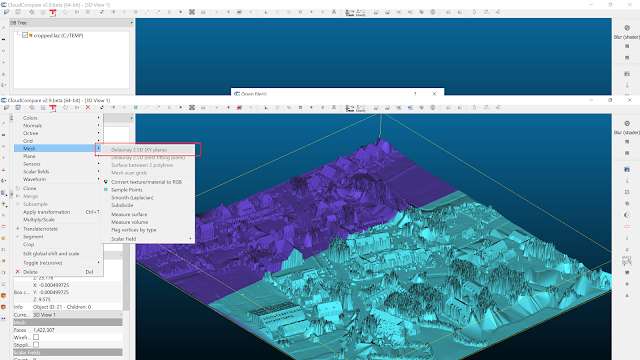 CloudCompare v2.9.beta (64-bit) - [3D View 1]
DB Tree
cropped.laz (C:/TEMP)
Blur (shader)
Open file(s)
?
CloudCompare v2.9.beta (64-bit) - [3D View 1]
Colors
Normals
Octree
Grid
Mesh
Plane
Sensors
Scalar fields
Waveform
Clone
Merge
Subsample
Apply transformation Ctrl+T
Multiply/Scale
Translate/rotate
Segment
Crop
Edit global shift and scale
Toggle (recursive)
Delete Del
Delaunay 2.5D (XY plane)
Delaunay 2.5D (best fitting plane)
Surface between 2 polylines
Mesh scan grids
Convert texture/material to RGB
Sample Points
Smooth (Laplacian)
Subdivide
Measure surface
Measure volume
Flag vertices by type
Scalar Field
Blur (shader)
X: -0.000499725
Box ce... Y: -0.000499725
Z: 9.575
Info Object ID: 21 - Children: 0
Curre... 3D View 1
Mesh
Faces 1,422,307
Wirefr...
Stippli...
Scalar Fields